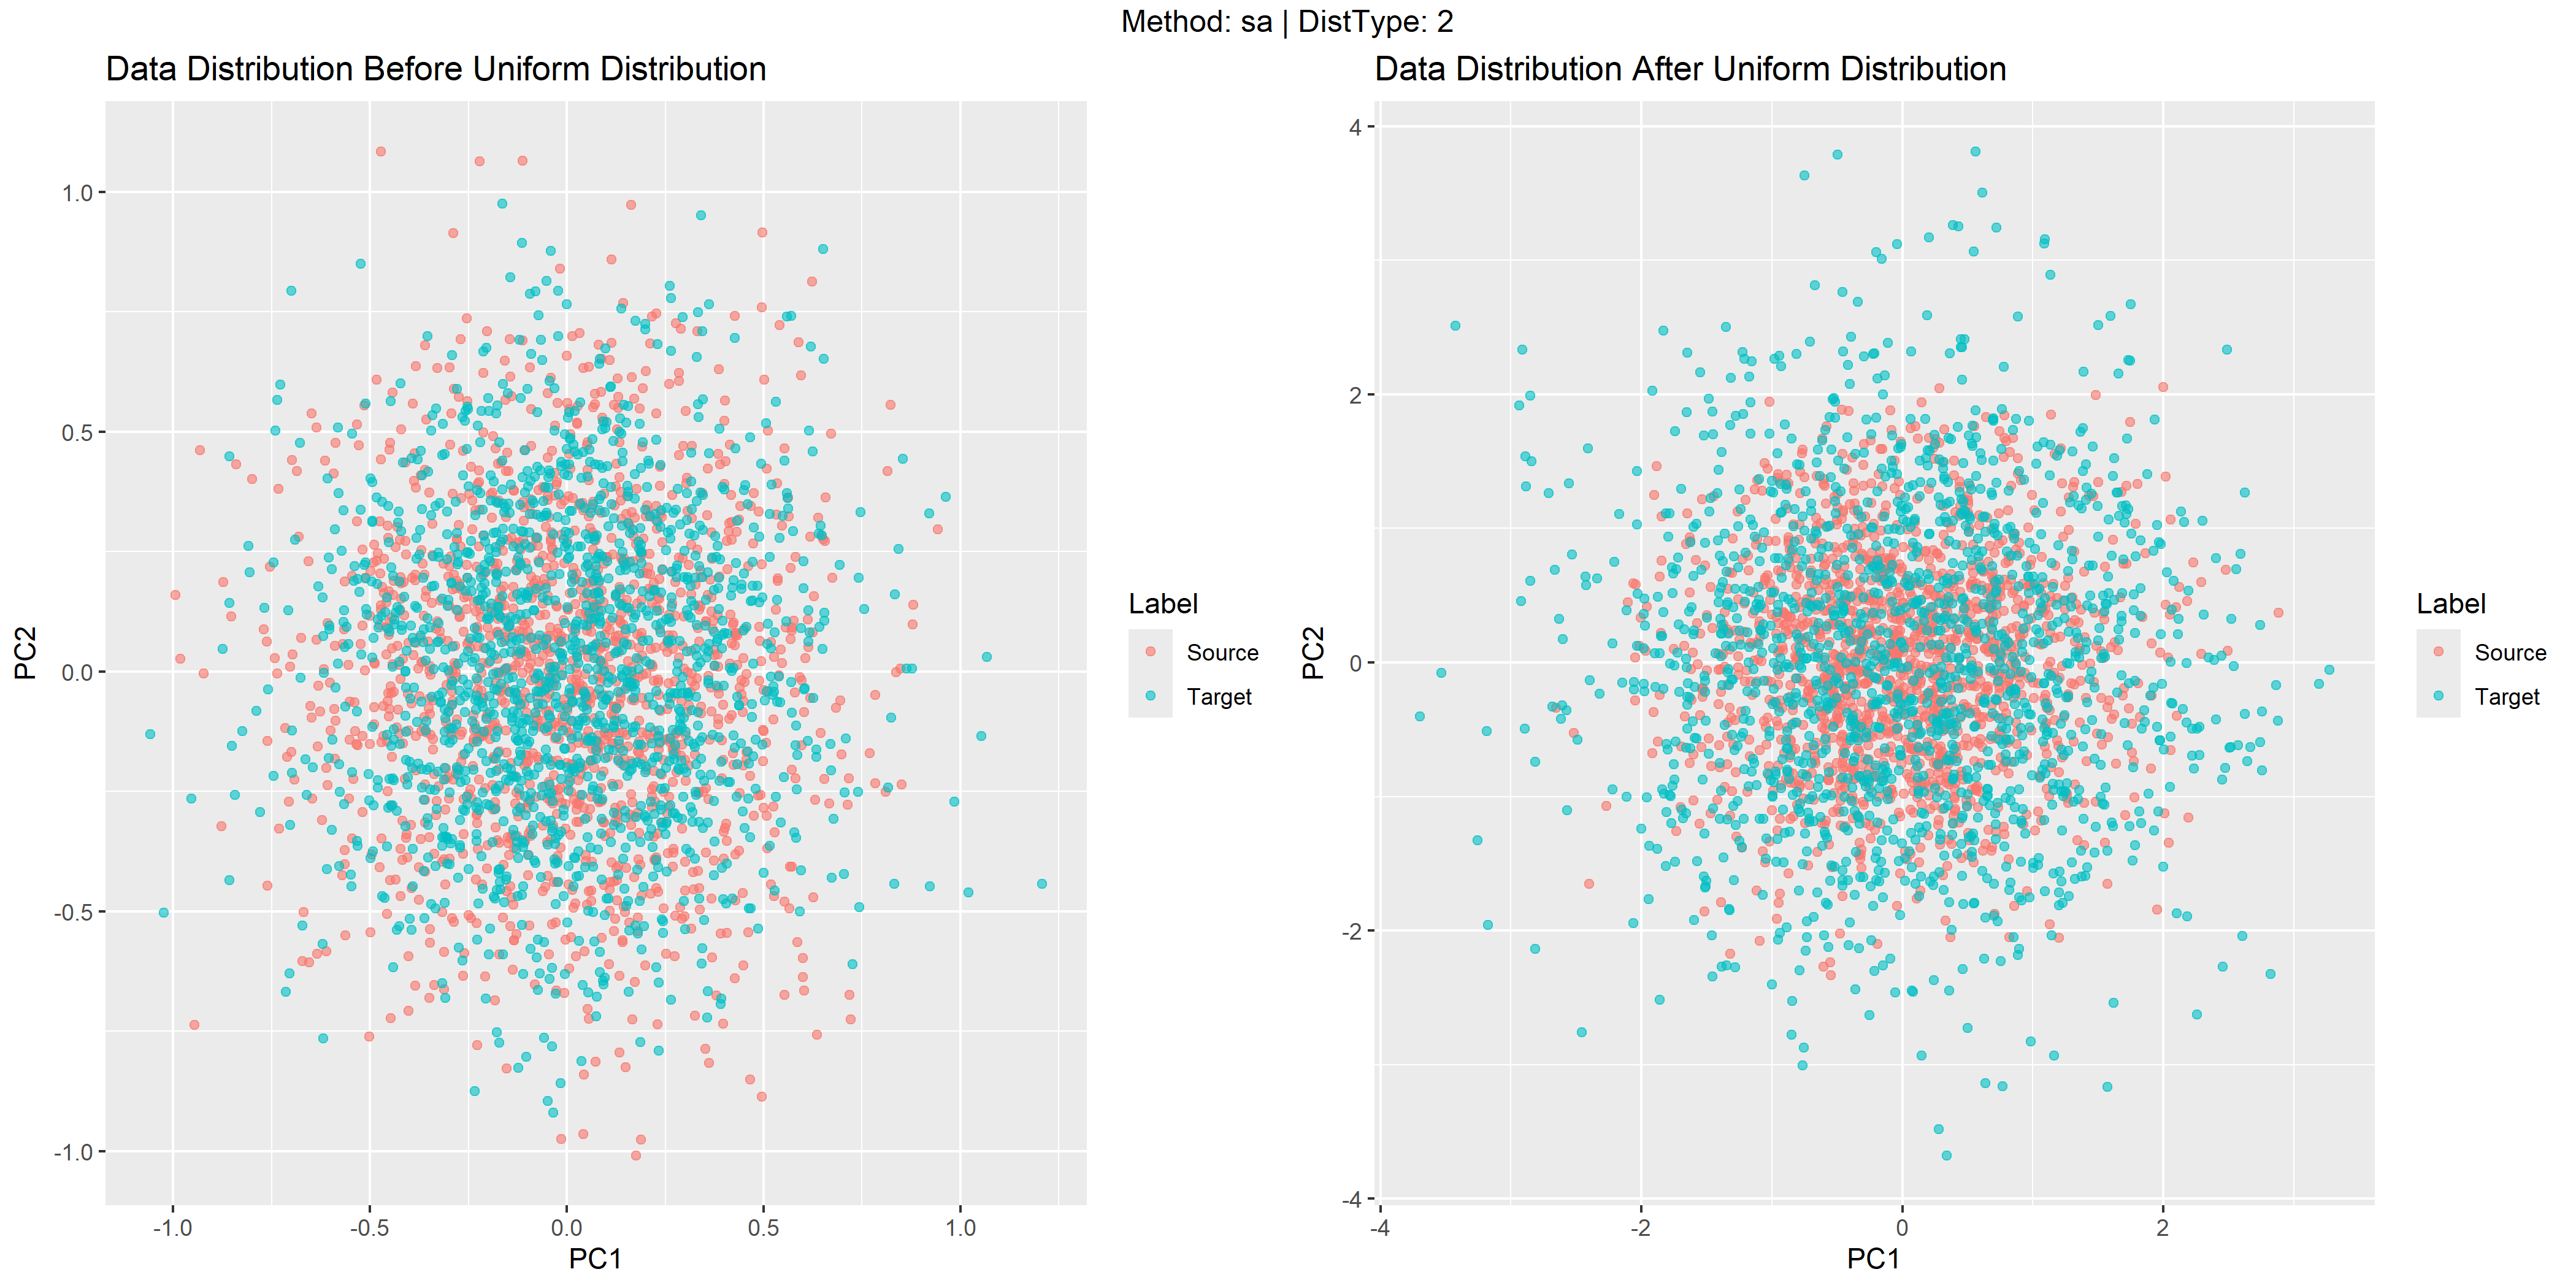 Method: sa | DistType: 2
Data Distribution Before Uniform Distribution
1.0
0.5
0.0
-0.5
-1.0
PC2
-1.0 -0.5 0.0 0.5 1.0
PC1
Label
Source
Target
Data Distribution After Uniform Distribution
4
2
0
-2
-4
PC2
-4 -2 0 2
PC1
Label
Source
Target